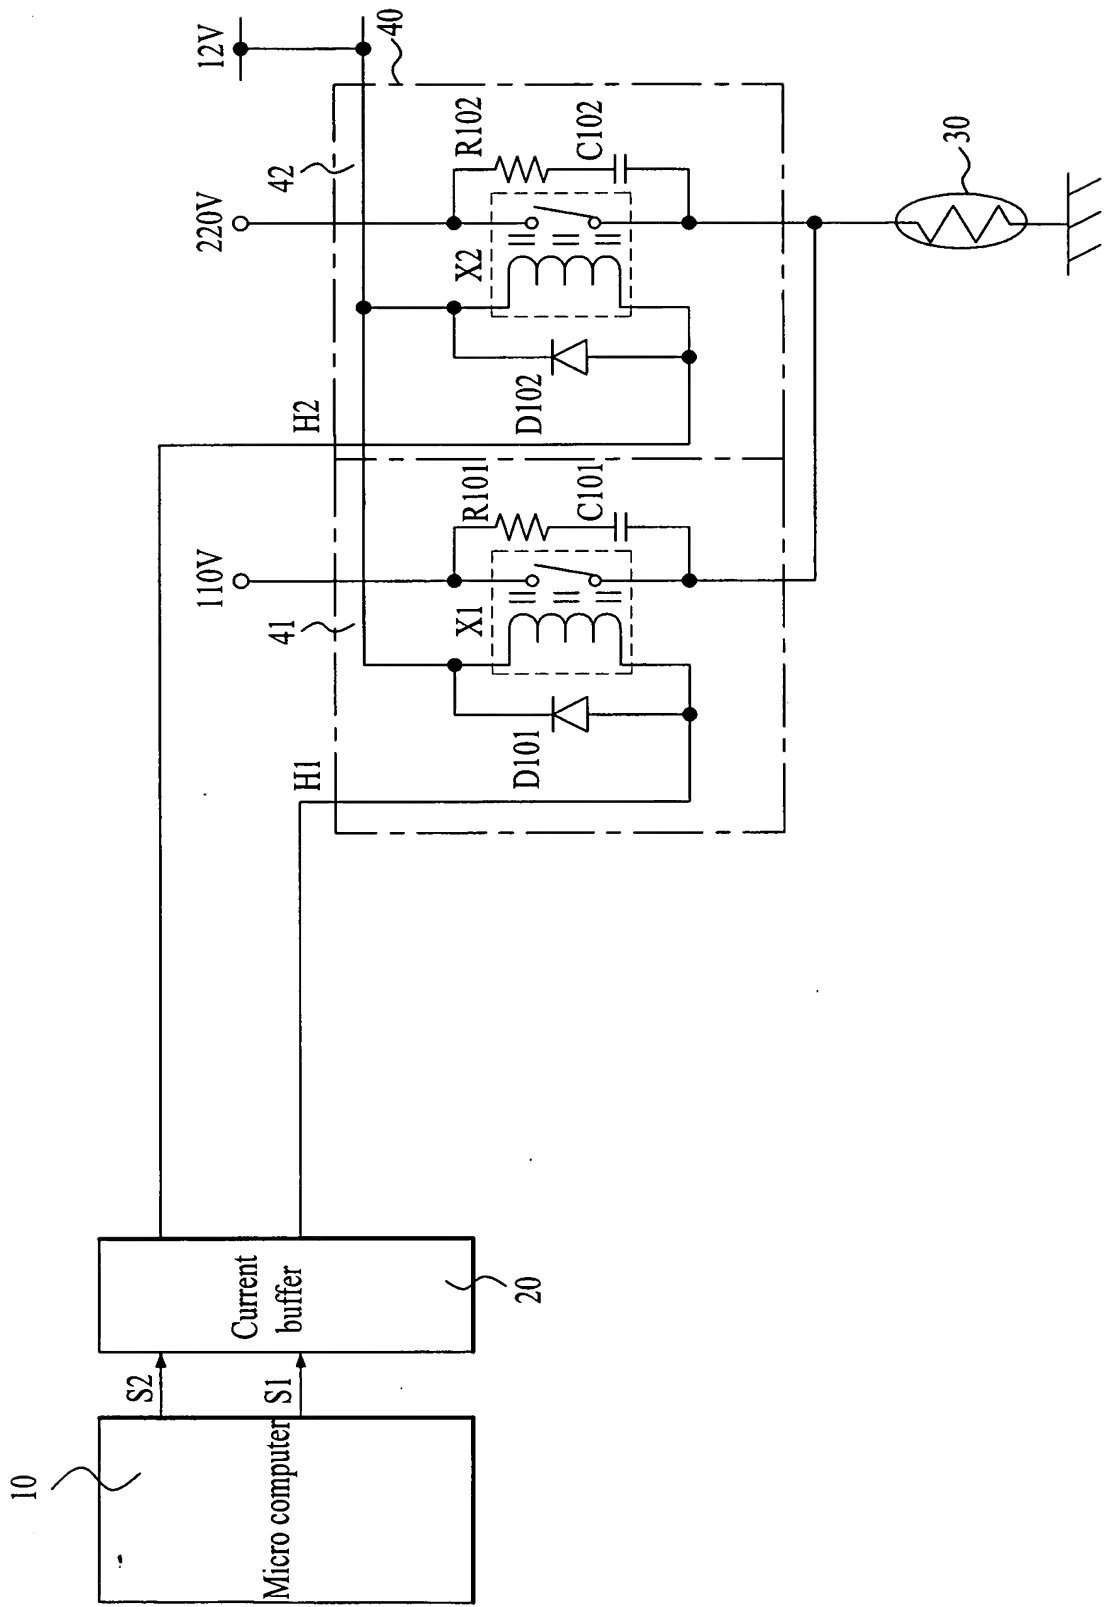 10
Micro computer
S2
S1
Current
buffer
20
H1
H2
110V
220V
12V
41
42
40
X1
D101
R101
C101
X2
D102
R102
C102
30